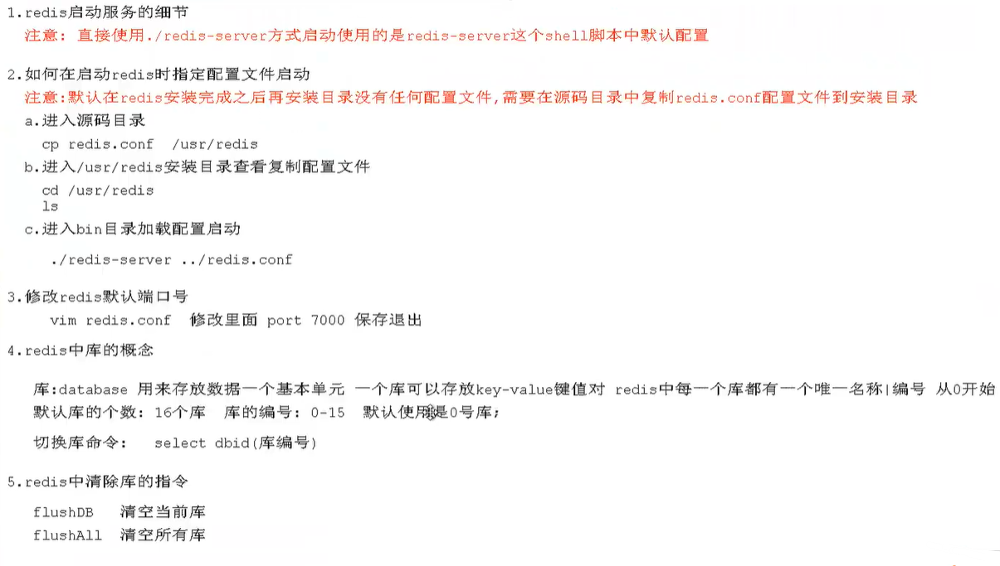 1.redis启动服务的细节
注意: 直接使用./redis-server方式启动使用的是redis-server这个shell脚本中默认配置
2.如何在启动redis时指定配置文件启动
注意:默认在redis安装完成之后再安装目录没有任何配置文件,需要在源码目录中复制redis.conf配置文件到安装目录
a.进入源码目录
cp redis.conf /usr/redis
b.进入/usr/redis安装目录查看复制配置文件
cd /usr/redis
ls
c.进入bin目录加载配置启动
./redis-server ../redis.conf
3.修改redis默认端口号
vim redis.conf 修改里面 port 7000 保存退出
4.redis中库的概念
库:database 用来存放数据一个基本单元 一个库可以存放key-value键值对 redis中每一个库都有一个唯一名称|编号 从0开始
默认库的个数: 16个库 库的编号: 0-15 默认使用是0号库;
切换库命令: select dbid(库编号)
5.redis中清除库的指令
flushDB 清空当前库
flushAll 清空所有库